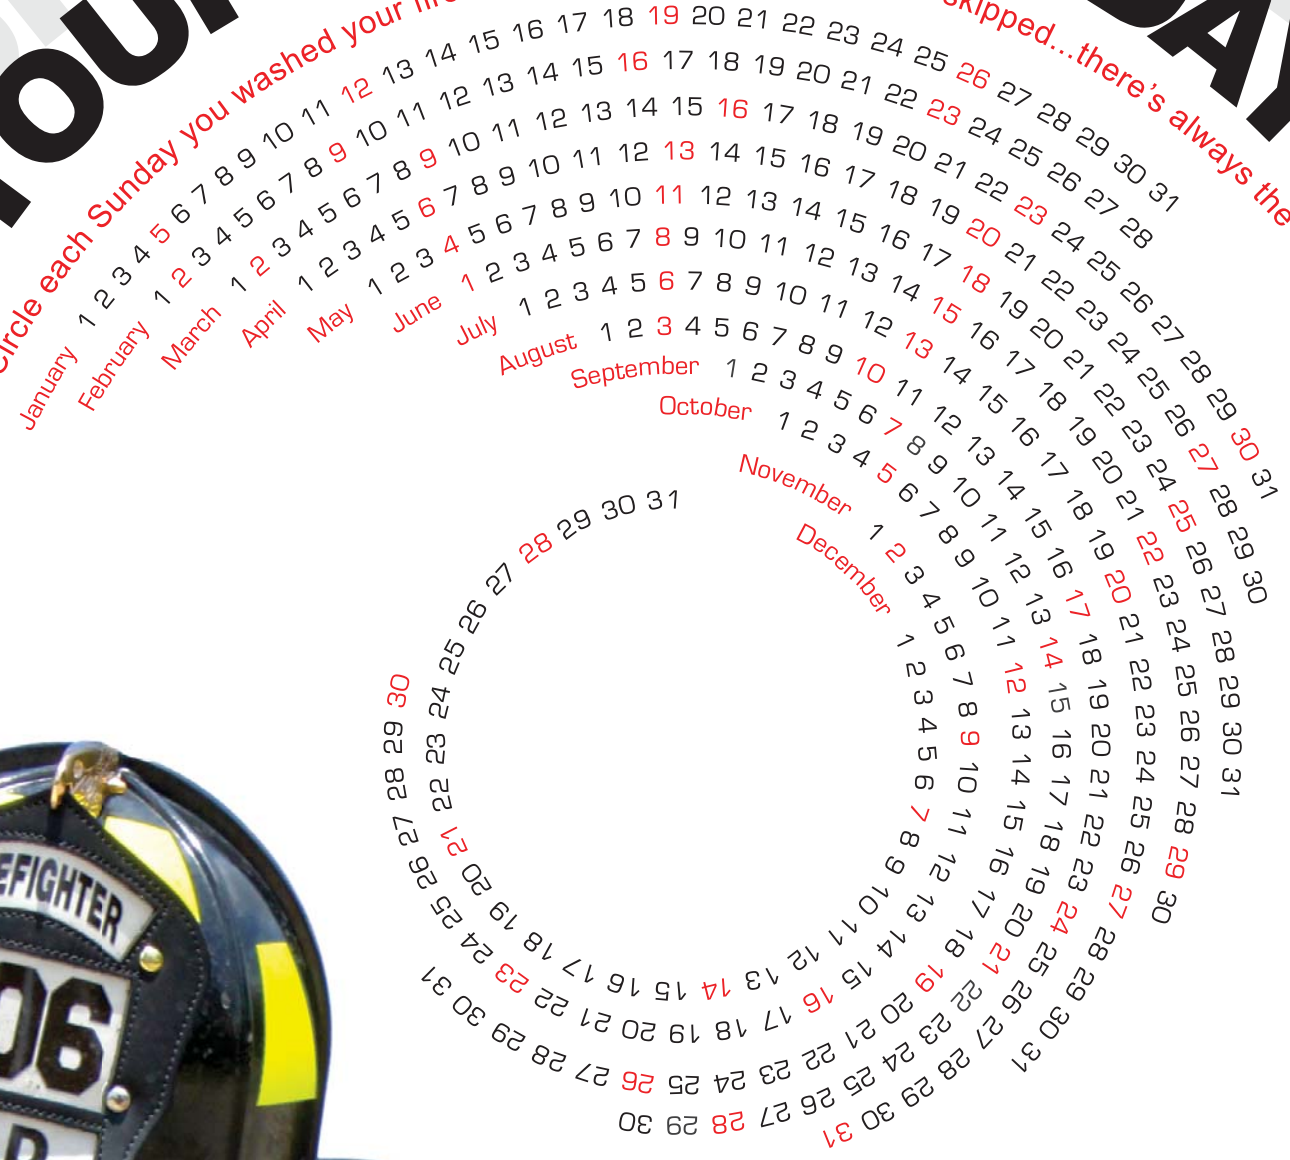 YOUR
DAY
Circle each Sunday you washed your
skipped...there's always the
January 1 2 3 4 5 6 7 8 9 10 11 12 13 14 15 16 17 18 19 20 21 22 23 24 25 26 27 28 29 30 31
February 1 2 3 4 5 6 7 8 9 10 11 12 13 14 15 16 17 18 19 20 21 22 23 24 25 26 27 28
March 1 2 3 4 5 6 7 8 9 10 11 12 13 14 15 16 17 18 19 20 21 22 23 24 25 26 27 28 29 30 31
April 1 2 3 4 5 6 7 8 9 10 11 12 13 14 15 16 17 18 19 20 21 22 23 24 25 26 27 28 29 30
May 1 2 3 4 5 6 7 8 9 10 11 12 13 14 15 16 17 18 19 20 21 22 23 24 25 26 27 28 29 30 31
June 1 2 3 4 5 6 7 8 9 10 11 12 13 14 15 16 17 18 19 20 21 22 23 24 25 26 27 28 29 30
July 1 2 3 4 5 6 7 8 9 10 11 12 13 14 15 16 17 18 19 20 21 22 23 24 25 26 27 28 29 30 31
August 1 2 3 4 5 6 7 8 9 10 11 12 13 14 15 16 17 18 19 20 21 22 23 24 25 26 27 28 29 30 31
September 1 2 3 4 5 6 7 8 9 10 11 12 13 14 15 16 17 18 19 20 21 22 23 24 25 26 27 28 29 30
October 1 2 3 4 5 6 7 8 9 10 11 12 13 14 15 16 17 18 19 20 21 22 23 24 25 26 27 28 29 30 31
November 1 2 3 4 5 6 7 8 9 10 11 12 13 14 15 16 17 18 19 20 21 22 23 24 25 26 27 28 29 30
December 1 2 3 4 5 6 7 8 9 10 11 12 13 14 15 16 17 18 19 20 21 22 23 24 25 26 27 28 29 30 31
EFIGHTER
06